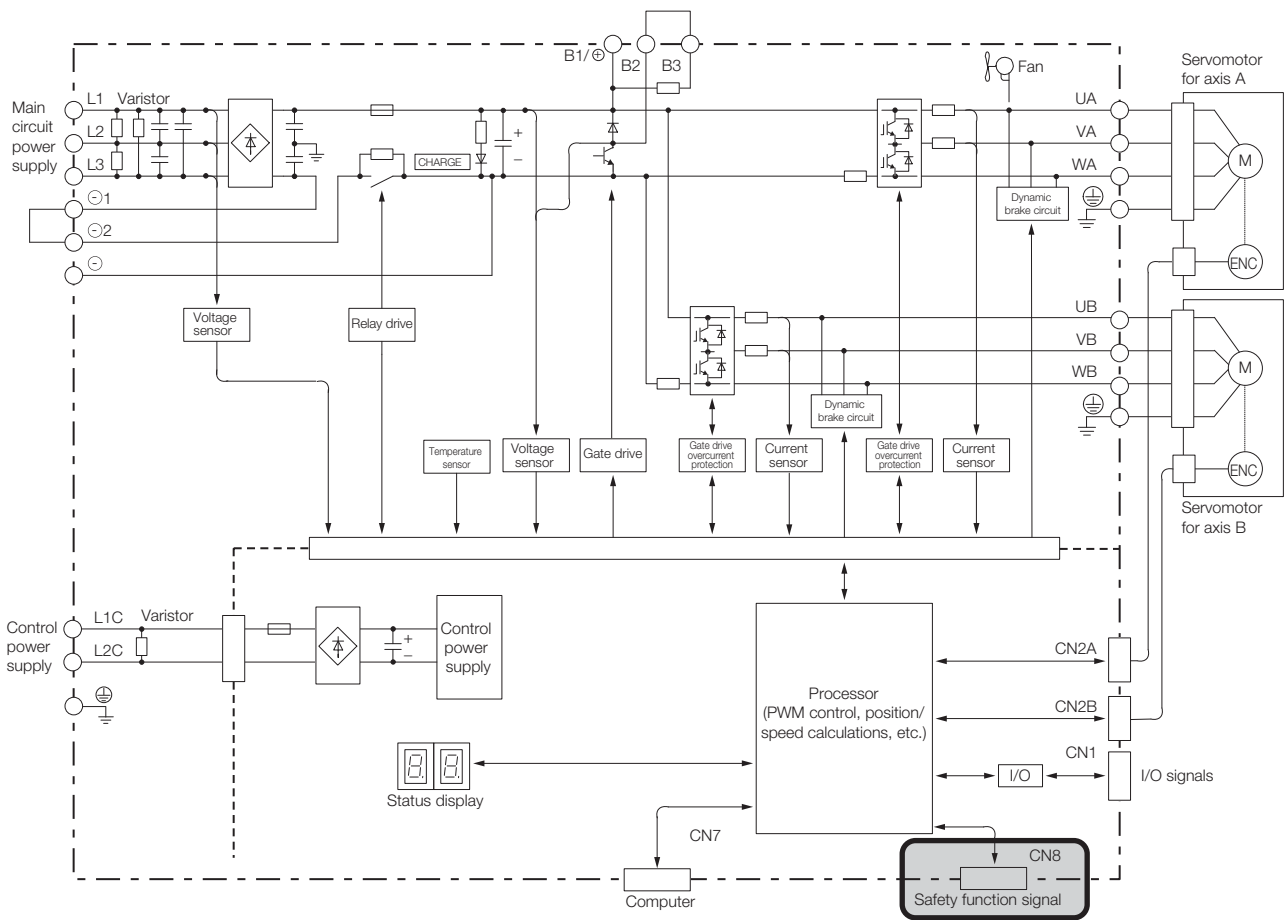 B1/⊕
B2
B3
Fan
Servomotor
for axis A
Main
circuit
power
supply
L1
Varistor
L2
L3
⊖1
⊖2
⊖
+
–
CHARGE
UA
VA
WA
M
ENC
Dynamic
brake circuit
Voltage
sensor
Relay drive
UB
VB
WB
M
ENC
Dynamic
brake circuit
Servomotor
for axis B
Temperature
sensor
Voltage
sensor
Gate drive
Gate drive
overcurrent
protection
Current
sensor
Gate drive
overcurrent
protection
Current
sensor
Control
power
supply
L1C
Varistor
L2C
+
–
Control
power
supply
Processor
(PWM control, position/
speed calculations, etc.)
CN2A
CN2B
CN1
I/O
I/O signals
8.
8.
Status display
CN7
Computer
CN8
Safety function signal